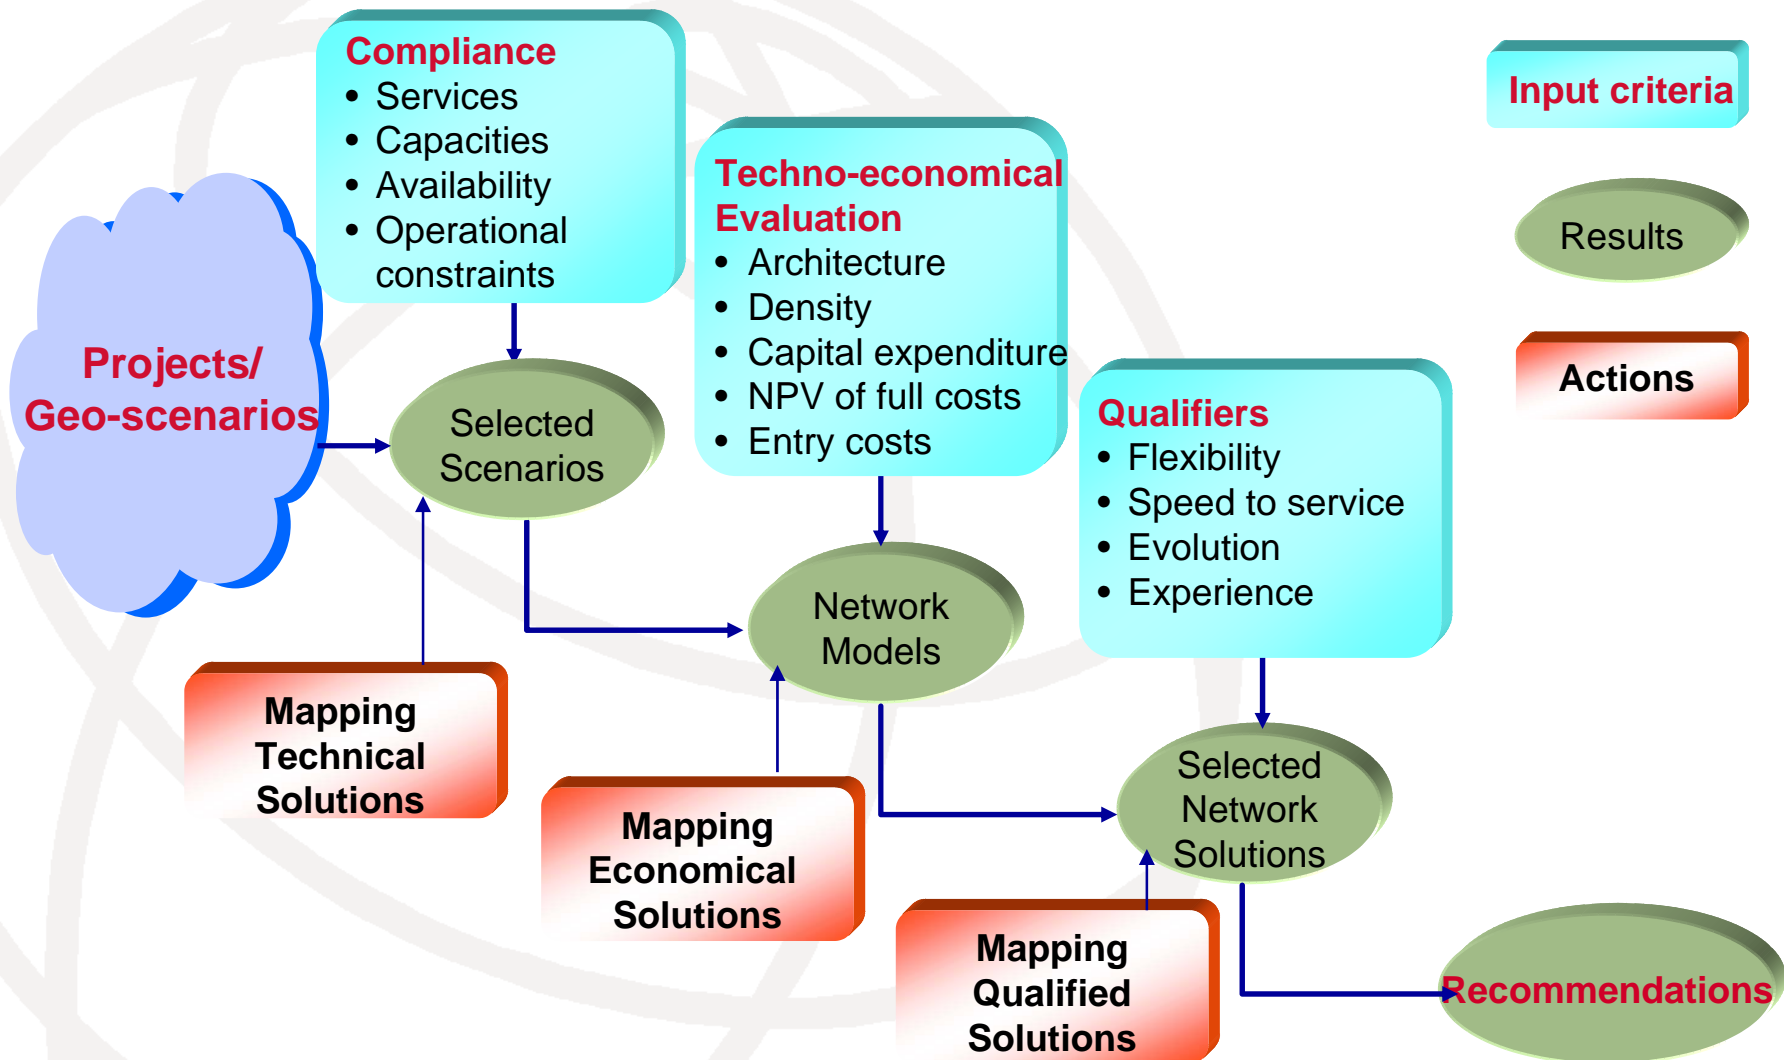 Compliance
• Services
• Capacities
• Availability
• Operational
constraints
Techno-economical
Evaluation
• Architecture
• Density
• Capital expenditure
• NPV of full costs
• Entry costs
Qualifiers
• Flexibility
• Speed to service
• Evolution
• Experience
Input criteria
Results
Actions
Projects/
Geo-scenarios
Selected
Scenarios
Network
Models
Selected
Network
Solutions
Mapping
Technical
Solutions
Mapping
Economical
Solutions
Mapping
Qualified
Solutions
Recommendations